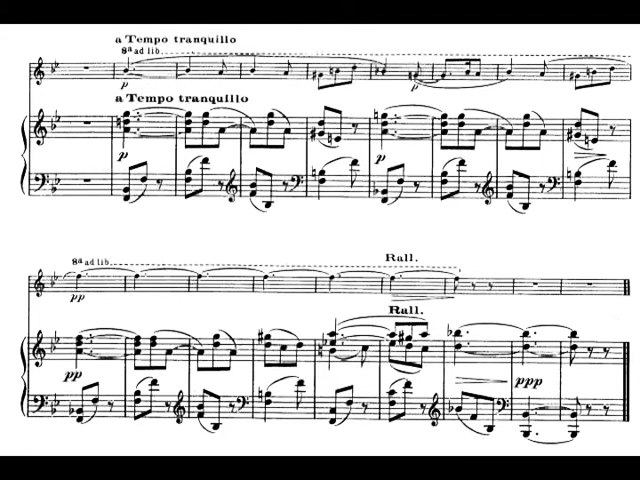 a Tempo tranquillo
8ª ad lib.
p
a Tempo tranquillo
p
p
8ª ad lib.
Rall.
pp
Rall.
pp
ppp